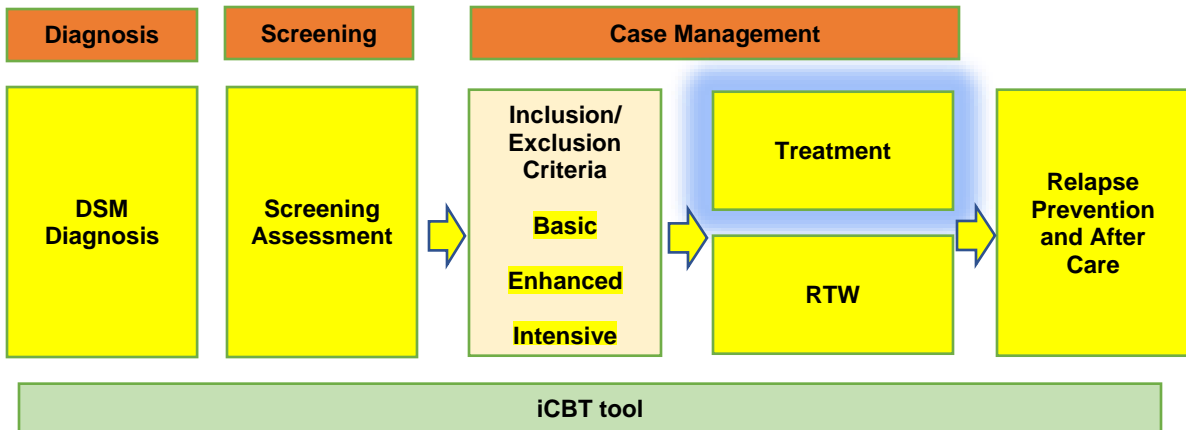 Diagnosis
Screening
Case Management
DSM
Diagnosis
Screening
Assessment
Inclusion/
Exclusion
Criteria
Basic
Enhanced
Intensive
Treatment
RTW
Relapse
Prevention
and After
Care
iCBT tool